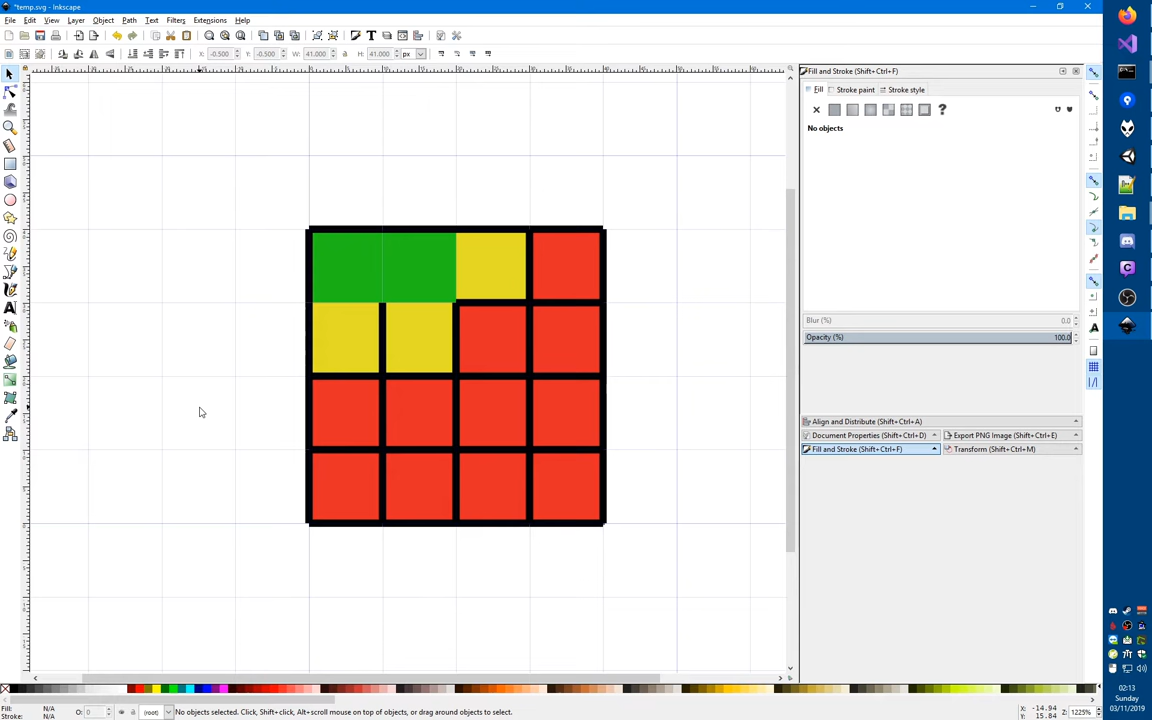 *temp.svg - Inkscape
File Edit View Layer Object Path Text Filters Extensions Help
X: -0.500 Y: -0.500 W: 41.000 H: 41.000 px
Fill and Stroke (Shift+Ctrl+F)
Fill Stroke paint Stroke style
No objects
Blur (%) 0.0
Opacity (%) 100.0
Align and Distribute (Shift+Ctrl+A)
Document Properties (Shift+Ctrl+D) Export PNG Image (Shift+Ctrl+E)
Fill and Stroke (Shift+Ctrl+F) Transform (Shift+Ctrl+M)
Fill: N/A
Stroke: N/A
O: 0
(root)
No objects selected. Click, Shift+click, Alt+scroll mouse on top of objects, or drag around objects to select.
X: -14.94
Y: 15.84
Z: 1225%
02:13
Sunday
03/11/2019